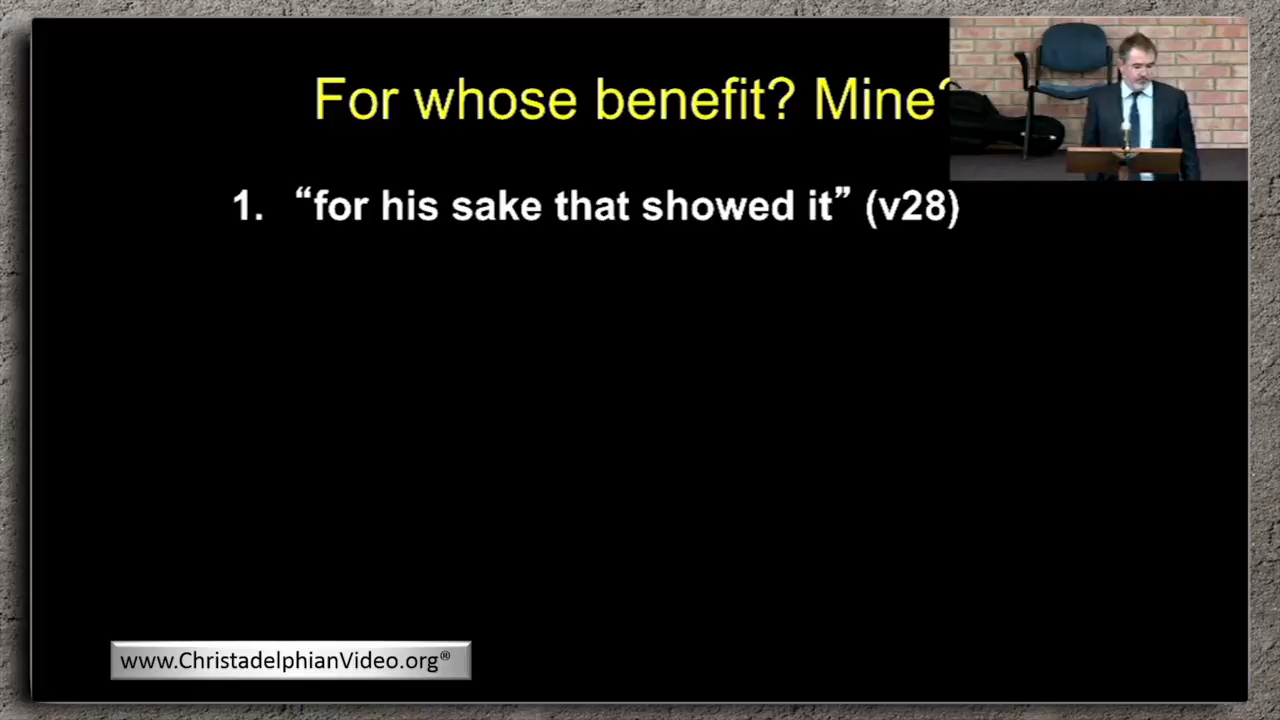 For whose benefit? Mine?
1. “for his sake that showed it” (v28)
www.ChristadelphianVideo.org®